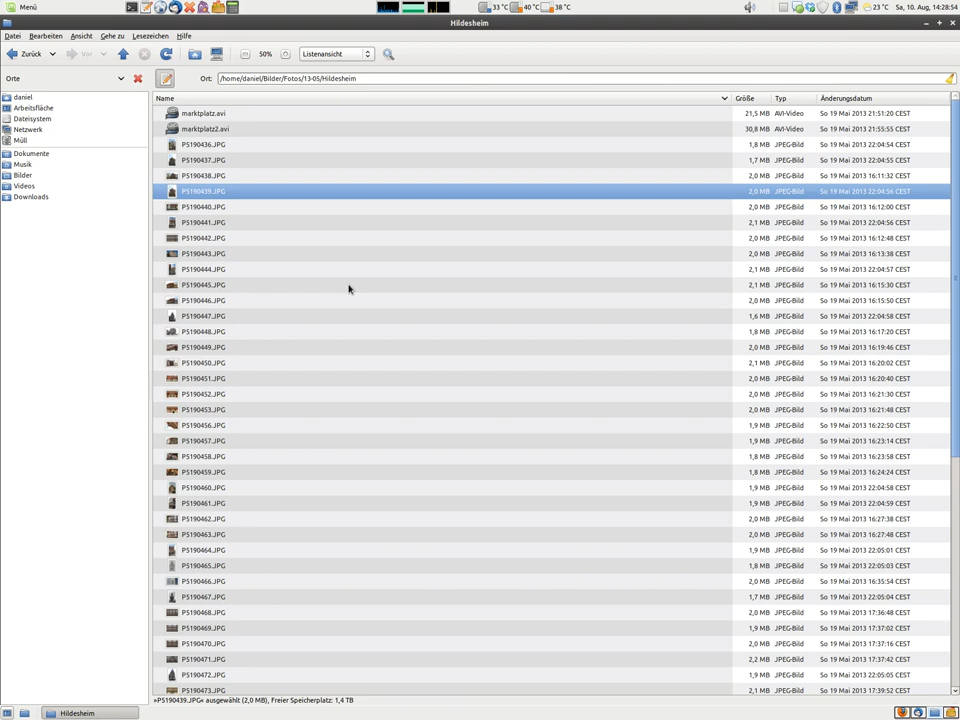 Menü 33 °C 40 °C 38 °C 23 °C Sa, 10. Aug, 14:28:54
Hildesheim
Datei Bearbeiten Ansicht Gehe zu Lesezeichen Hilfe
Zurück Vor 50% Listenansicht
Orte Ort: /home/daniel/Bilder/Fotos/13-05/Hildesheim
daniel
Arbeitsfläche
Dateisystem
Netzwerk
Müll
Dokumente
Musik
Bilder
Videos
Downloads
Name Größe Typ Änderungsdatum
marktplatz.avi 21,5 MB AVI-Video So 19 Mai 2013 21:51:20 CEST
marktplatz2.avi 30,8 MB AVI-Video So 19 Mai 2013 21:55:55 CEST
P5190436.JPG 1,8 MB JPEG-Bild So 19 Mai 2013 22:04:54 CEST
P5190437.JPG 1,7 MB JPEG-Bild So 19 Mai 2013 22:04:55 CEST
P5190438.JPG 2,0 MB JPEG-Bild So 19 Mai 2013 16:11:32 CEST
P5190439.JPG 2,0 MB JPEG-Bild So 19 Mai 2013 22:04:56 CEST
P5190440.JPG 2,0 MB JPEG-Bild So 19 Mai 2013 16:12:00 CEST
P5190441.JPG 2,1 MB JPEG-Bild So 19 Mai 2013 22:04:56 CEST
P5190442.JPG 2,0 MB JPEG-Bild So 19 Mai 2013 16:12:48 CEST
P5190443.JPG 2,0 MB JPEG-Bild So 19 Mai 2013 16:13:38 CEST
P5190444.JPG 2,1 MB JPEG-Bild So 19 Mai 2013 22:04:57 CEST
P5190445.JPG 2,1 MB JPEG-Bild So 19 Mai 2013 16:15:30 CEST
P5190446.JPG 2,0 MB JPEG-Bild So 19 Mai 2013 16:15:50 CEST
P5190447.JPG 1,6 MB JPEG-Bild So 19 Mai 2013 22:04:58 CEST
P5190448.JPG 1,8 MB JPEG-Bild So 19 Mai 2013 16:17:20 CEST
P5190449.JPG 2,0 MB JPEG-Bild So 19 Mai 2013 16:19:46 CEST
P5190450.JPG 2,1 MB JPEG-Bild So 19 Mai 2013 16:20:02 CEST
P5190451.JPG 2,0 MB JPEG-Bild So 19 Mai 2013 16:20:40 CEST
P5190452.JPG 2,0 MB JPEG-Bild So 19 Mai 2013 16:21:30 CEST
P5190453.JPG 2,0 MB JPEG-Bild So 19 Mai 2013 16:21:48 CEST
P5190456.JPG 1,9 MB JPEG-Bild So 19 Mai 2013 16:22:50 CEST
P5190457.JPG 1,9 MB JPEG-Bild So 19 Mai 2013 16:23:14 CEST
P5190458.JPG 1,8 MB JPEG-Bild So 19 Mai 2013 16:23:58 CEST
P5190459.JPG 1,8 MB JPEG-Bild So 19 Mai 2013 16:24:24 CEST
P5190460.JPG 1,9 MB JPEG-Bild So 19 Mai 2013 22:04:58 CEST
P5190461.JPG 1,9 MB JPEG-Bild So 19 Mai 2013 22:04:59 CEST
P5190462.JPG 2,0 MB JPEG-Bild So 19 Mai 2013 16:27:38 CEST
P5190463.JPG 2,0 MB JPEG-Bild So 19 Mai 2013 16:27:48 CEST
P5190464.JPG 1,9 MB JPEG-Bild So 19 Mai 2013 22:05:01 CEST
P5190465.JPG 1,8 MB JPEG-Bild So 19 Mai 2013 22:05:03 CEST
P5190466.JPG 2,0 MB JPEG-Bild So 19 Mai 2013 16:35:54 CEST
P5190467.JPG 1,7 MB JPEG-Bild So 19 Mai 2013 22:05:04 CEST
P5190468.JPG 2,0 MB JPEG-Bild So 19 Mai 2013 17:36:48 CEST
P5190469.JPG 1,9 MB JPEG-Bild So 19 Mai 2013 17:37:02 CEST
P5190470.JPG 2,0 MB JPEG-Bild So 19 Mai 2013 17:37:16 CEST
P5190471.JPG 2,2 MB JPEG-Bild So 19 Mai 2013 17:37:42 CEST
P5190472.JPG 1,9 MB JPEG-Bild So 19 Mai 2013 22:05:05 CEST
P5190473.JPG 2,1 MB JPEG-Bild So 19 Mai 2013 17:39:52 CEST
»P5190439.JPG« ausgewählt (2,0 MB), Freier Speicherplatz: 1,4 TB
Hildesheim